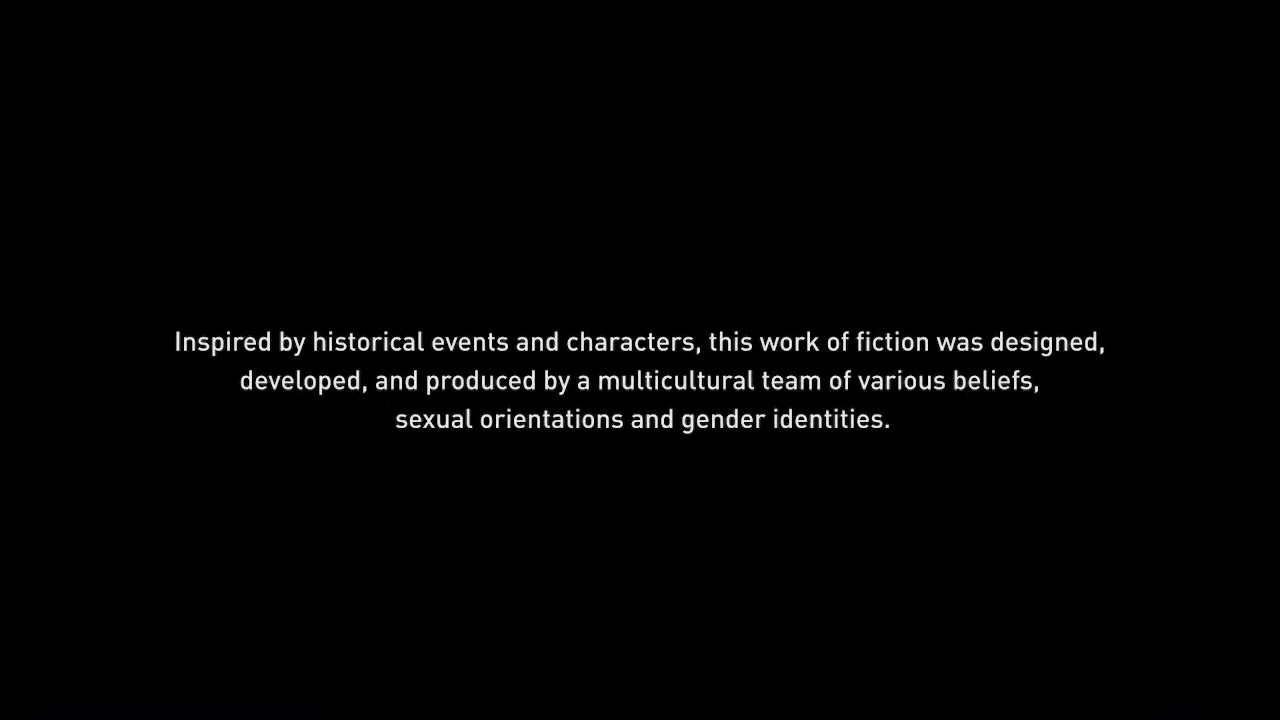 Inspired by historical events and characters, this work of fiction was designed,
developed, and produced by a multicultural team of various beliefs,
sexual orientations and gender identities.